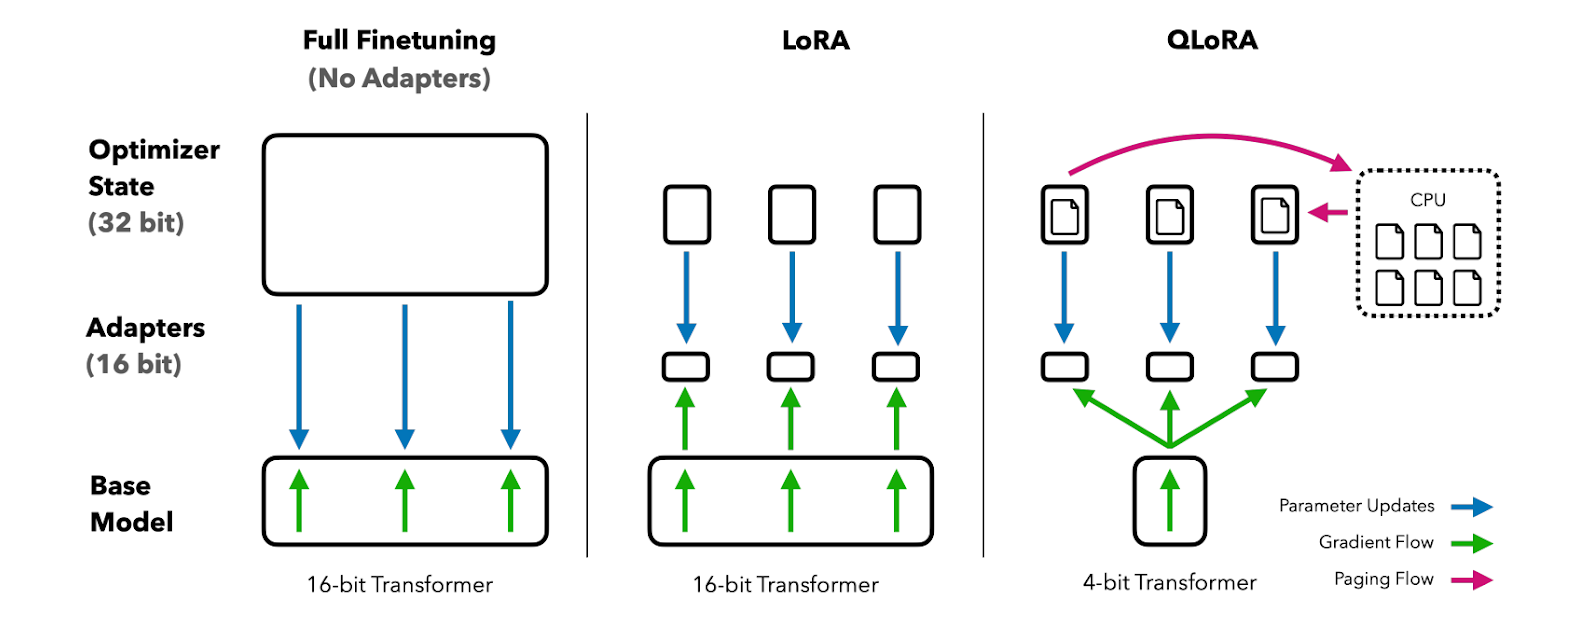 Full Finetuning
(No Adapters)
LoRA
QLoRA
Optimizer
State
(32 bit)
CPU
Adapters
(16 bit)
Base
Model
Parameter Updates
Gradient Flow
Paging Flow
16-bit Transformer
16-bit Transformer
4-bit Transformer